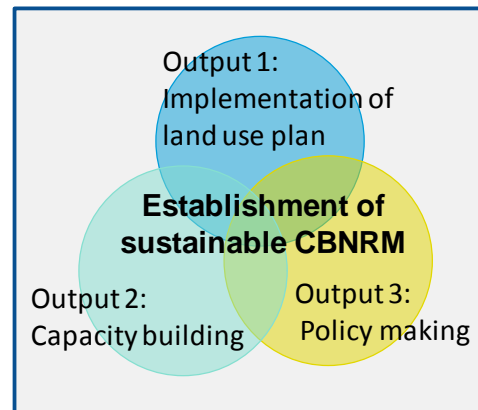 Output 1:
Implementation of
land use plan
Establishment of
sustainable CBNRM
Output 2:
Capacity building
Output 3:
Policy making